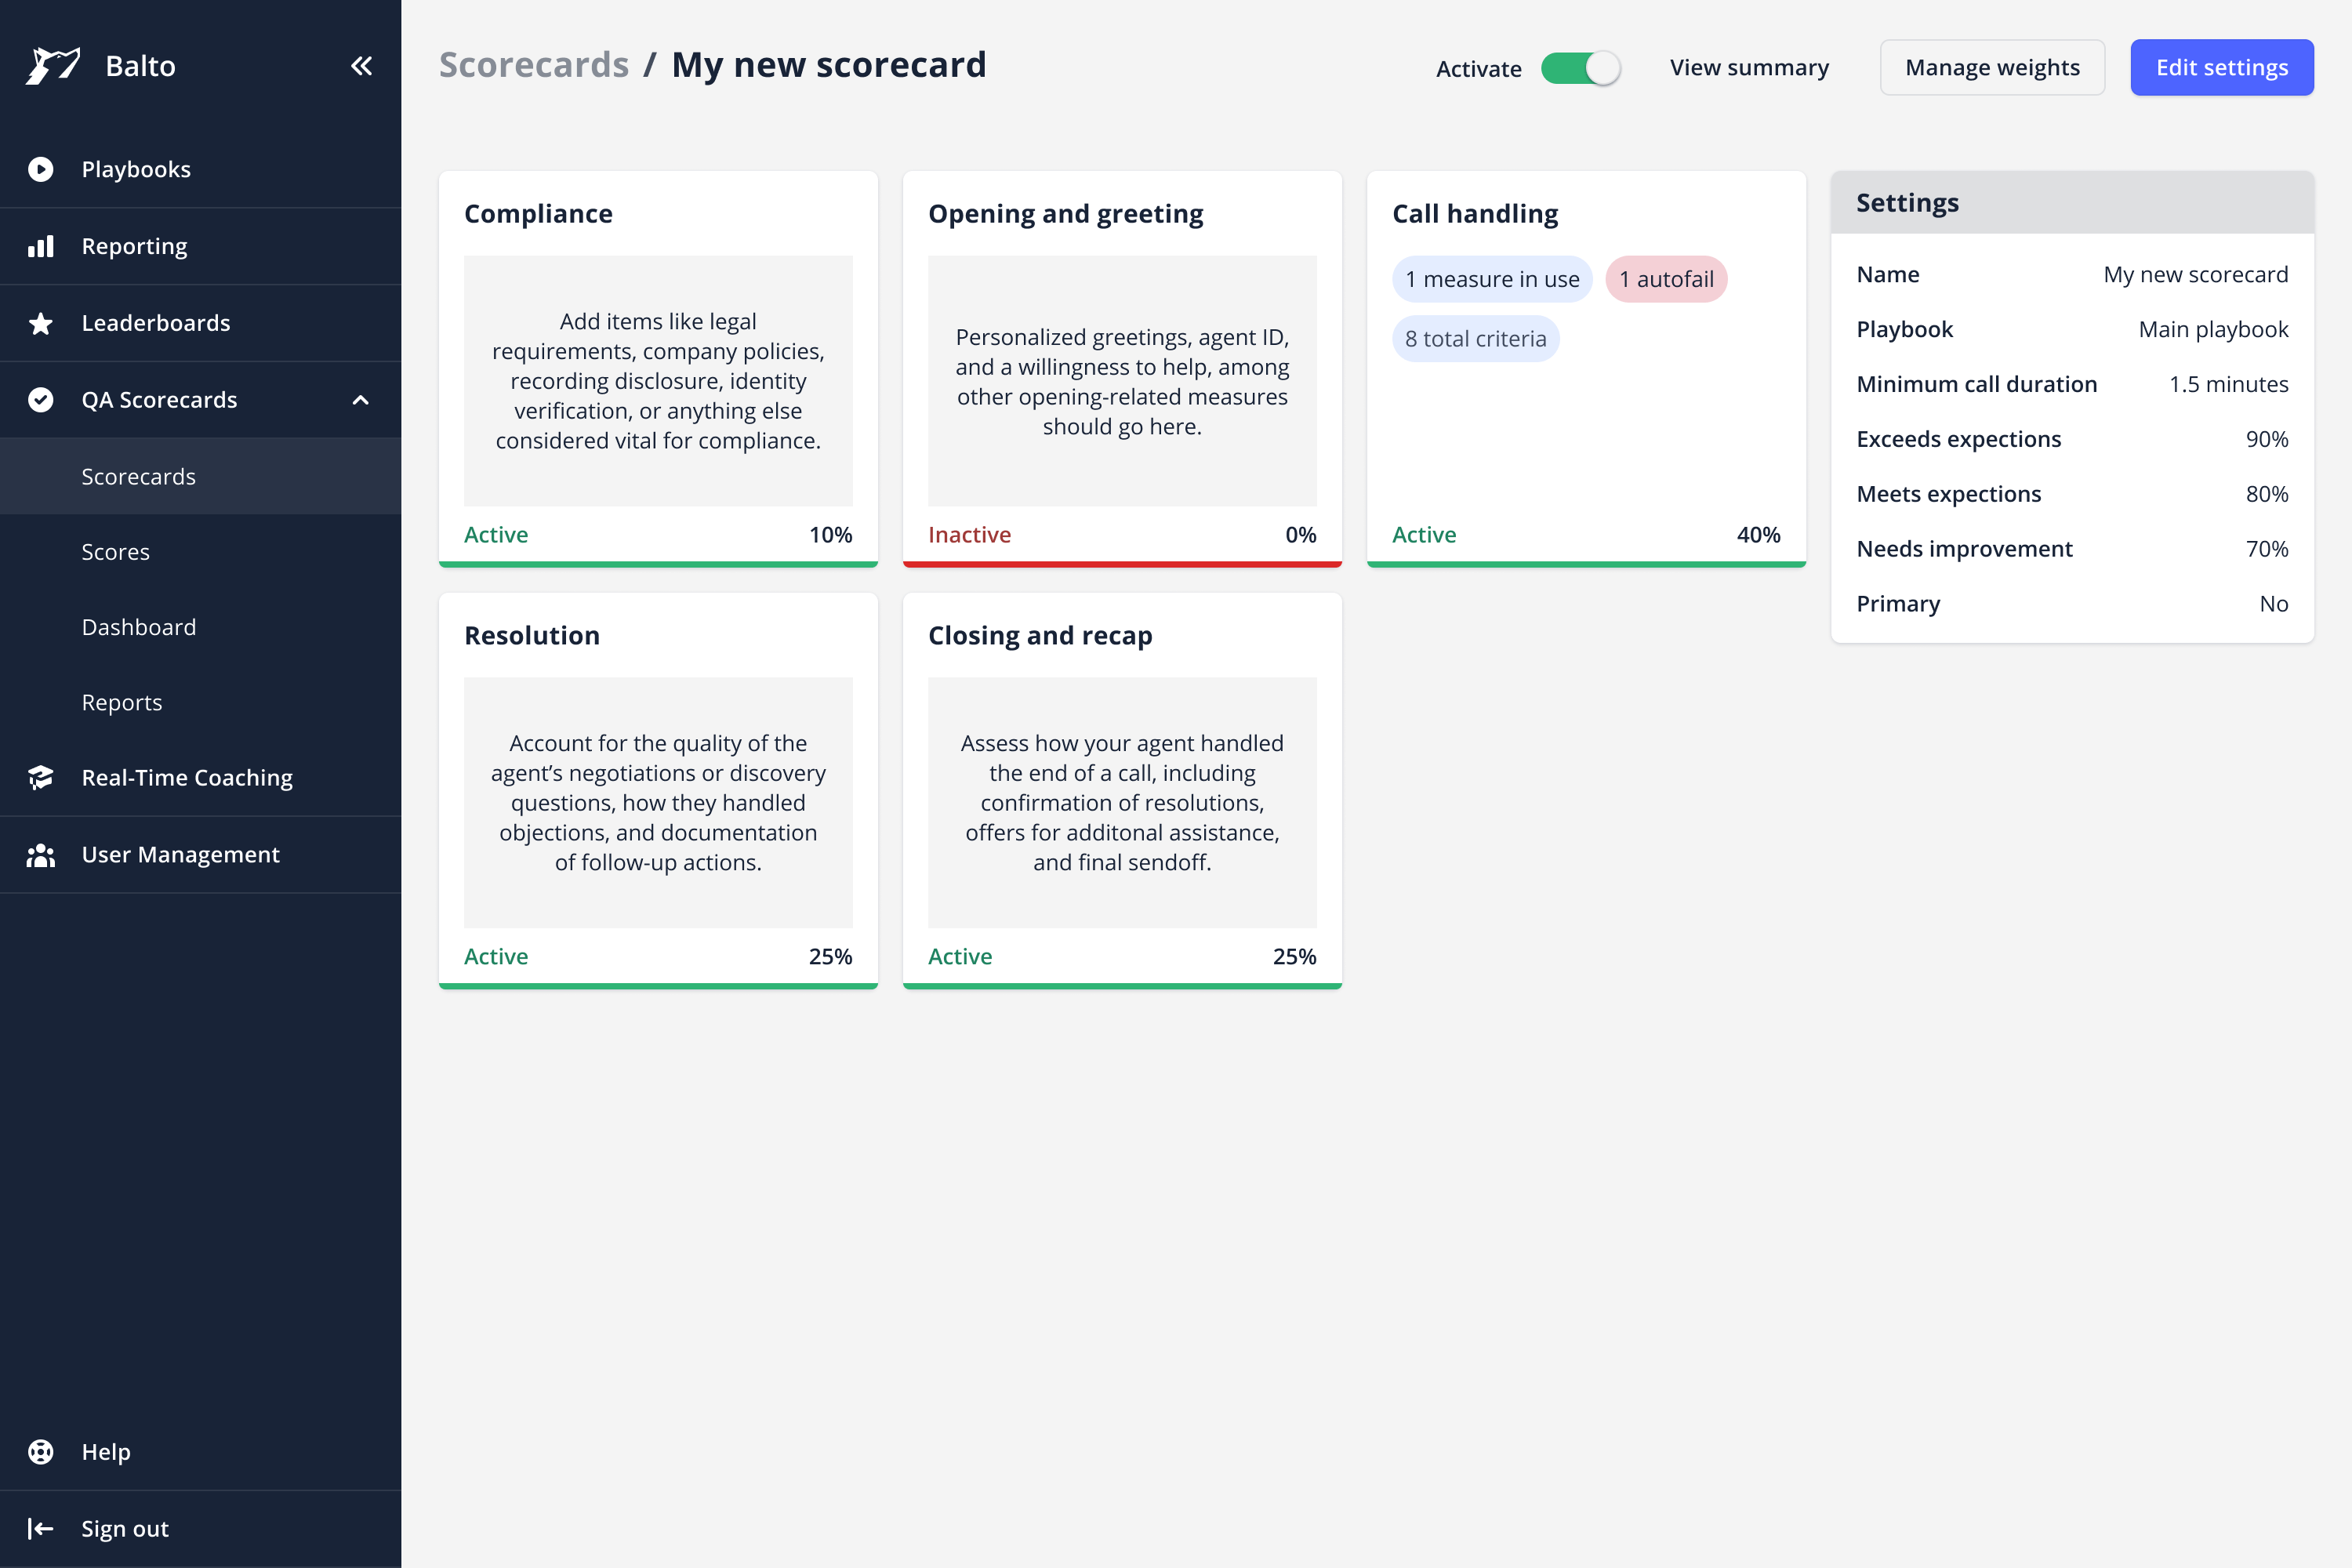 Balto
Playbooks
Reporting
Leaderboards
QA Scorecards
Scorecards
Scores
Dashboard
Reports
Real-Time Coaching
User Management
Help
Sign out
Scorecards / My new scorecard
Activate
View summary
Manage weights
Edit settings
Compliance
Add items like legal
requirements, company policies,
recording disclosure, identity
verification, or anything else
considered vital for compliance.
Active 10%
Opening and greeting
Personalized greetings, agent ID,
and a willingness to help, among
other opening-related measures
should go here.
Inactive 0%
Call handling
1 measure in use
1 autofail
8 total criteria
Active 40%
Resolution
Account for the quality of the
agent’s negotiations or discovery
questions, how they handled
objections, and documentation
of follow-up actions.
Active 25%
Closing and recap
Assess how your agent handled
the end of a call, including
confirmation of resolutions,
offers for additonal assistance,
and final sendoff.
Active 25%
Settings
Name My new scorecard
Playbook Main playbook
Minimum call duration 1.5 minutes
Exceeds expections 90%
Meets expections 80%
Needs improvement 70%
Primary No